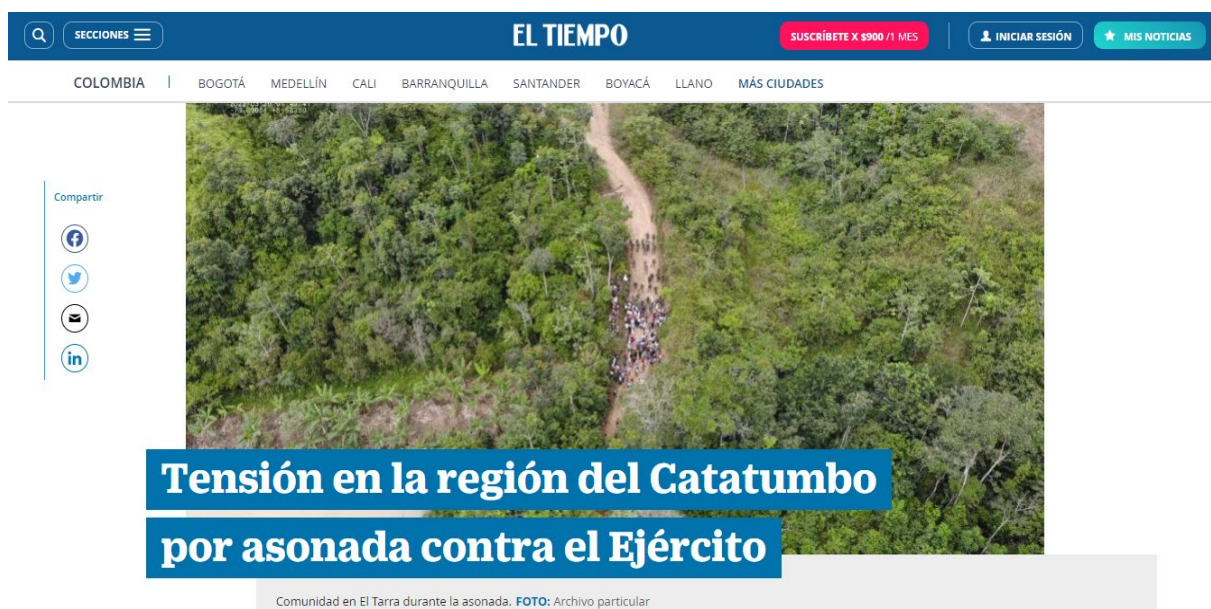 SECCIONES
EL TIEMPO
SUSCRÍBETE X $900 /1 MES
INICIAR SESIÓN
MIS NOTICIAS
COLOMBIA | BOGOTÁ MEDELLÍN CALI BARRANQUILLA SANTANDER BOYACÁ LLANO MÁS CIUDADES
Compartir
in
Tensión en la región del Catatumbo
por asonada contra el Ejército
Comunidad en El Tarra durante la asonada. FOTO: Archivo particular